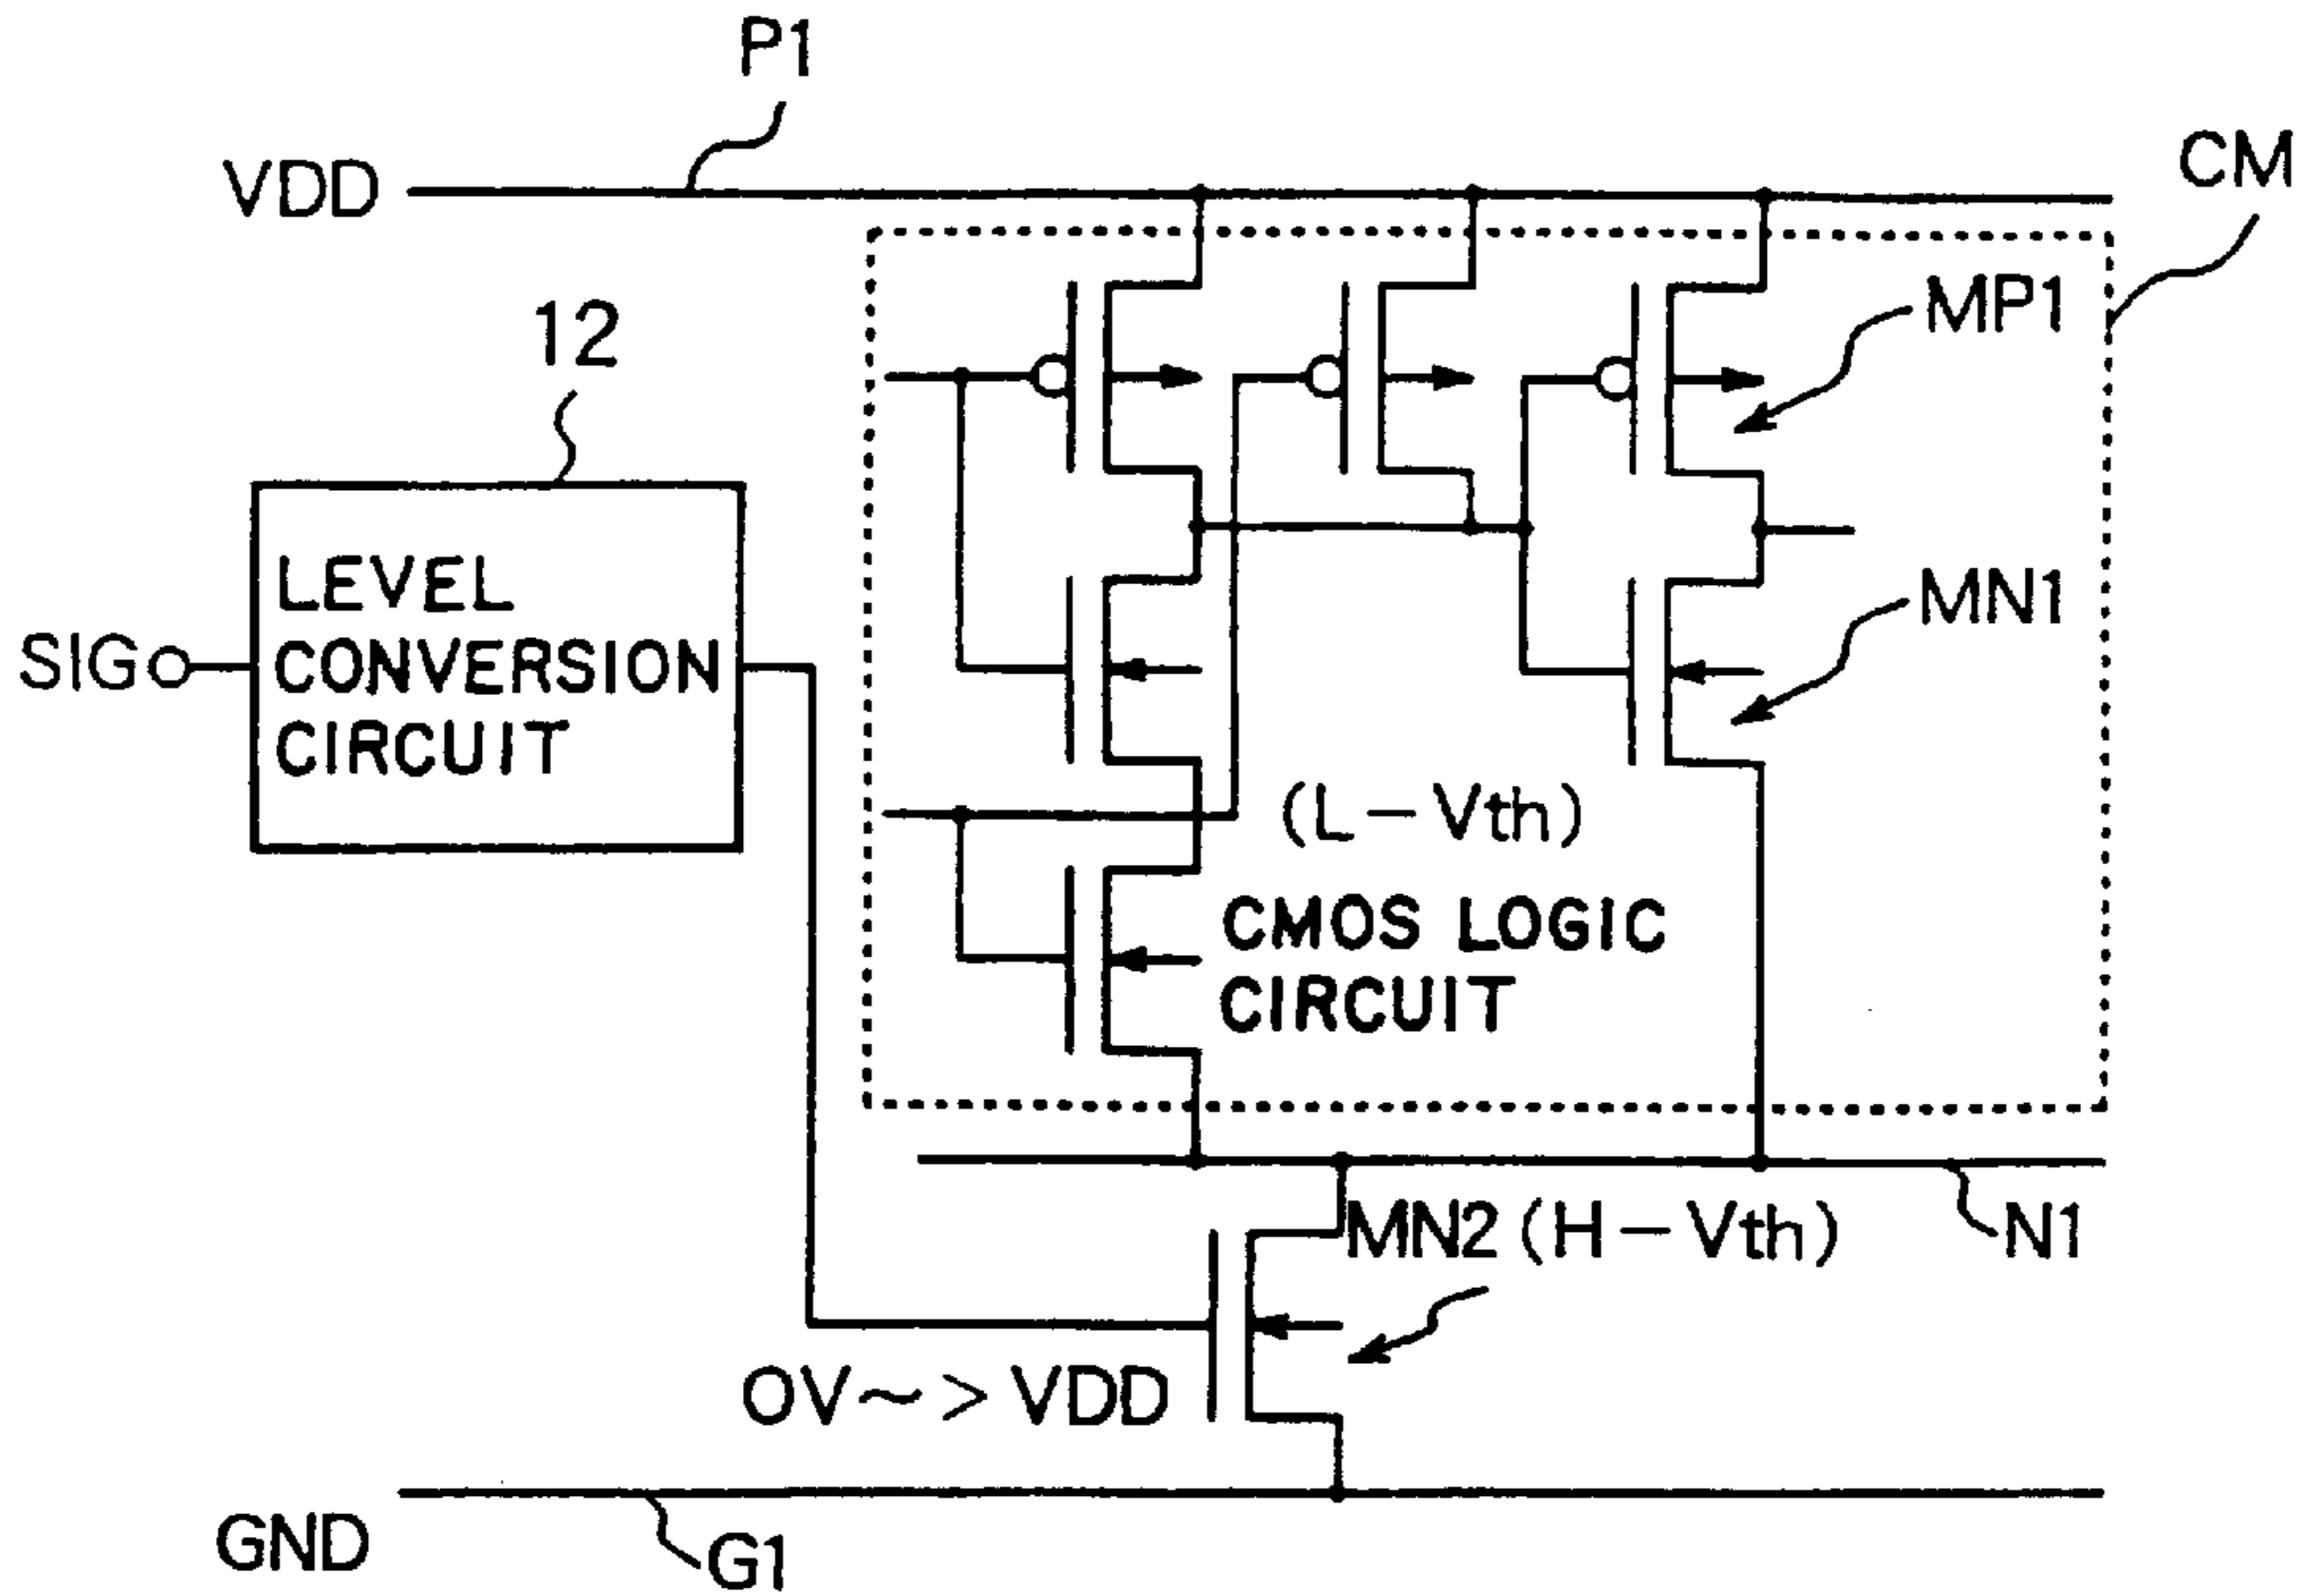 P1
VDD
CM
MP1
12
LEVEL
CONVERSION
CIRCUIT
SIG
MN1
(L-Vth)
CMOS LOGIC
CIRCUIT
MN2 (H-Vth)
N1
0V~>VDD
GND
G1